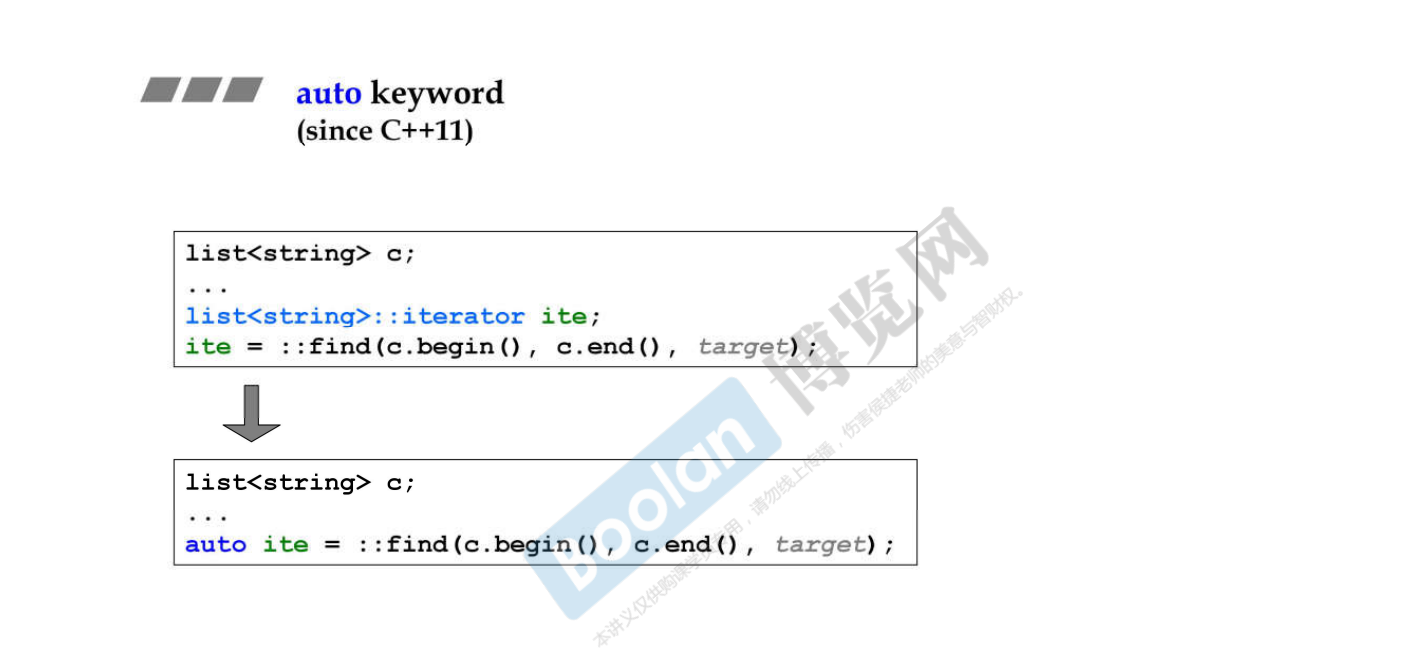 auto keyword
(since C++11)
list<string> c;
...
list<string>::iterator ite;
ite = ::find(c.begin(), c.end(), target);
list<string> c;
...
auto ite = ::find(c.begin(), c.end(), target);
Boolan 博览网
本讲义仅供购课学员使用，请勿线上传播，伤害侯捷老师的美意与智财权。